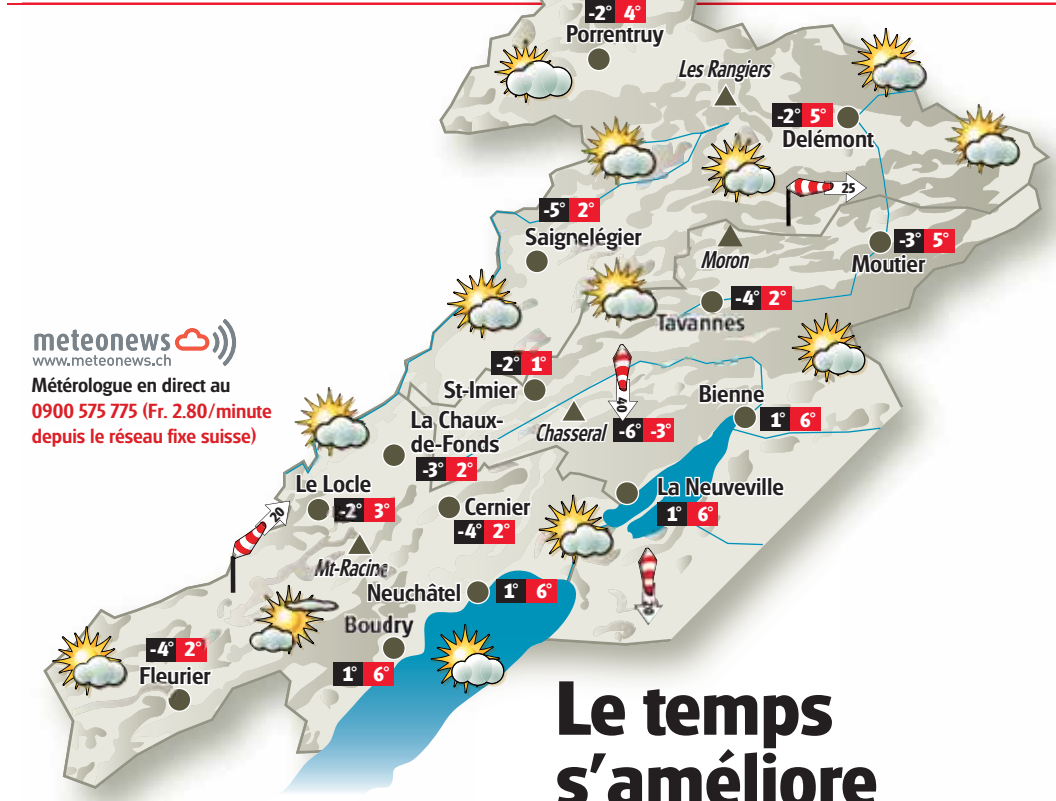 -2° 4°
Porrentruy
Les Rangiers
-2° 5°
Delémont
25
-5° 2°
Saignelégier
Moron
-3° 5°
Moutier
-4° 2°
Tavannes
meteonews
www.meteonews.ch
Métérologue en direct au
0900 575 775 (Fr. 2.80/minute
depuis le réseau fixe suisse)
-2° 1°
St-Imier
40
Bienne
1° 6°
Chasseral -6° -3°
La Chaux-
de-Fonds
-3° 2°
Le Locle
-2° 3°
Cernier
-4° 2°
La Neuveville
1° 6°
20
Mt-Racine
Neuchâtel 1° 6°
Boudry
1° 6°
-4° 2°
Fleurier
Le temps
s'améliore